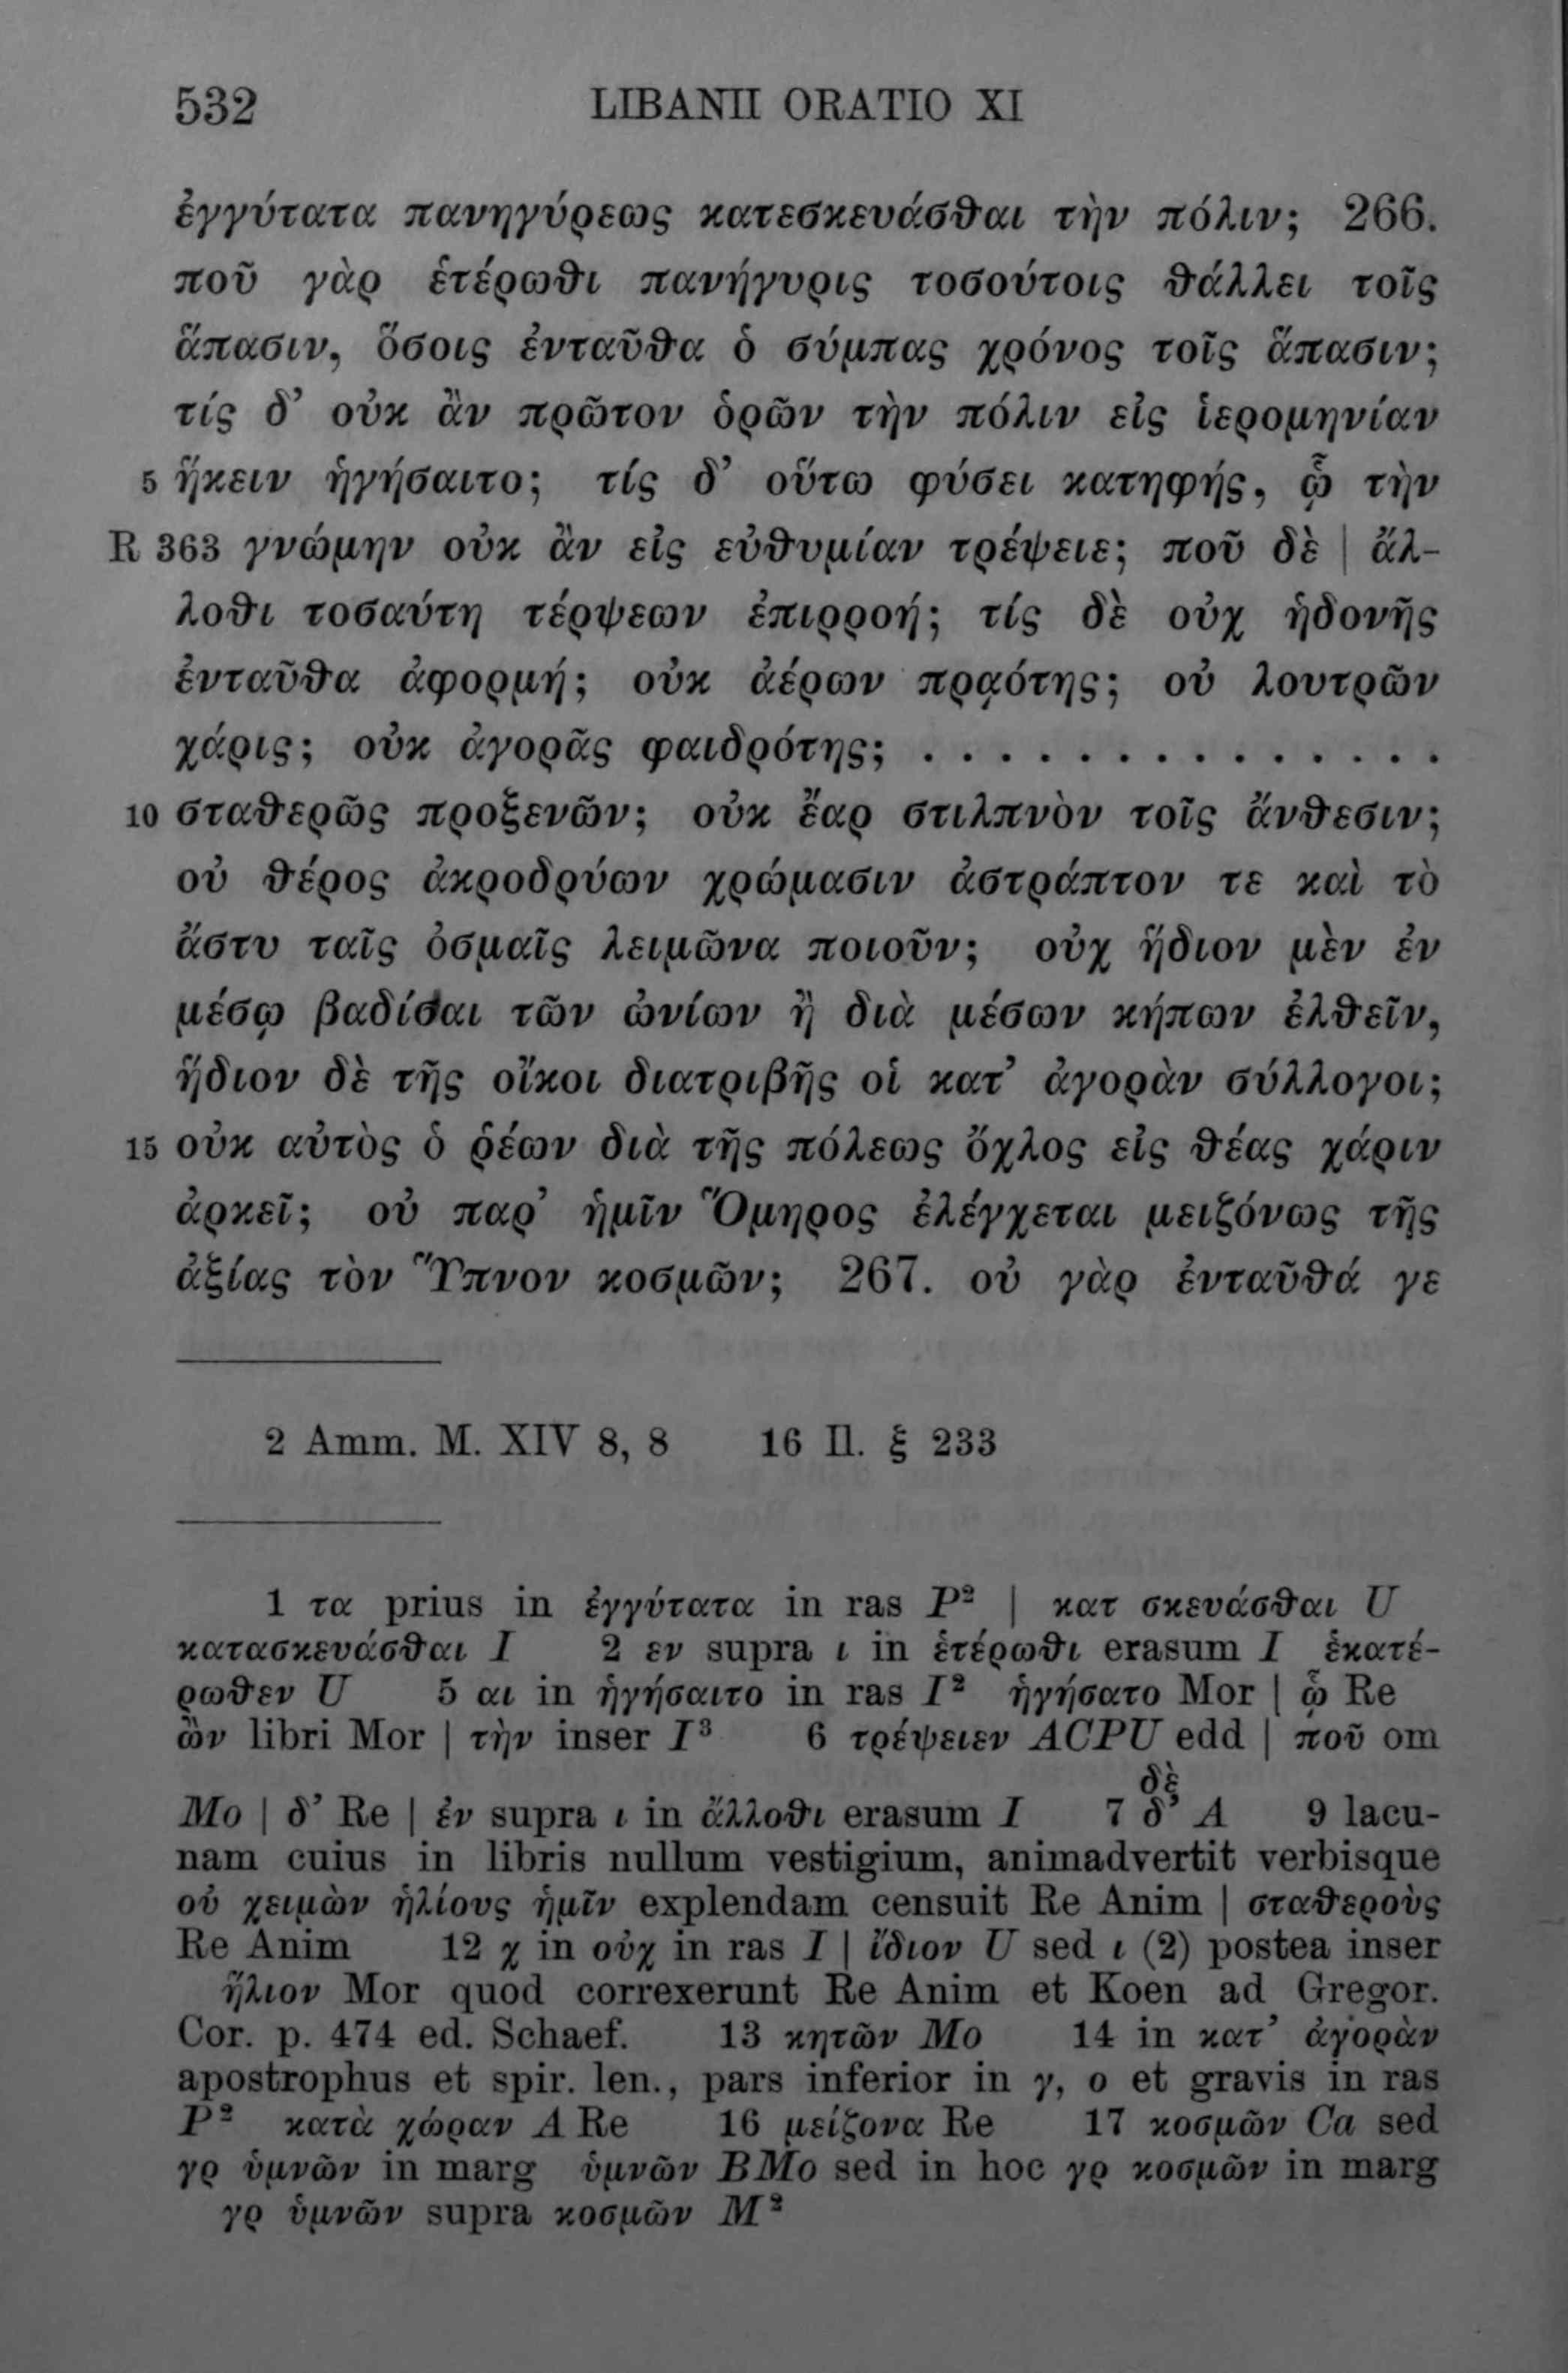 532 LIBANII ORATIO XI
ἐγγύτατα πανηγύρεως κατεσκευάσθαι τὴν πόλιν; 266.
ποῦ γὰρ ἑτέρωθι πανήγυρις τοσούτοις θάλλει τοῖς
ἅπασιν, ὅσοις ἐνταῦθα ὁ σύμπας χρόνος τοῖς ἅπασιν;
τίς δ’ οὐκ ἂν πρῶτον ὁρῶν τὴν πόλιν εἰς ἱερομηνίαν
5 ἥκειν ἡγήσαιτο; τίς δ’ οὕτω φύσει κατηφής, ᾧ τὴν
R 363 γνώμην οὐκ ἂν εἰς εὐθυμίαν τρέψειε; ποῦ δὲ | ἄλ-
λοθι τοσαύτη τέρψεων ἐπιρροή; τίς δὲ οὐχ ἡδονῆς
ἐνταῦθα ἀφορμή; οὐκ ἀέρων πρᾳότης; οὐ λουτρῶν
χάρις; οὐκ ἀγορᾶς φαιδρότης; . . . . . . . . . . . . . .
10 σταθερῶς προξενῶν; οὐκ ἔαρ στιλπνὸν τοῖς ἄνθεσιν;
οὐ θέρος ἀκροδρύων χρώμασιν ἀστράπτον τε καὶ τὸ
ἄστυ ταῖς ὀσμαῖς λειμῶνα ποιοῦν; οὐχ ἥδιον μὲν ἐν
μέσῳ βαδίσαι τῶν ὠνίων ἢ διὰ μέσων κήπων ἐλθεῖν,
ἥδιον δὲ τῆς οἴκοι διατριβῆς οἱ κατ’ ἀγορὰν σύλλογοι;
15 οὐκ αὐτὸς ὁ ῥέων διὰ τῆς πόλεως ὄχλος εἰς θέας χάριν
ἀρκεῖ; οὐ παρ’ ἡμῖν Ὅμηρος ἐλέγχεται μειζόνως τῆς
ἀξίας τὸν Ὕπνον κοσμῶν; 267. οὐ γὰρ ἐνταῦθά γε
2 Amm. M. XIV 8, 8 16 Il. ξ 233
1 τα prius in ἐγγύτατα in ras P² | κατ σκευάσθαι U
κατασκευάσθαι I 2 εν supra ι in ἑτέρωθι erasum I ἑκατέ-
ρωθεν U 5 αι in ἡγήσαιτο in ras I² ἡγήσατο Mor | ᾧ Re
ὢν libri Mor | τὴν inser I³ 6 τρέψειεν ACPU edd | ποῦ om
Mo | δ’ Re | ἐν supra ι in ἄλλοθι erasum I 7 δὲ δ’ A 9 lacu-
nam cuius in libris nullum vestigium, animadvertit verbisque
οὐ χειμὼν ἡλίους ἡμῖν explendam censuit Re Anim | σταθεροὺς
Re Anim 12 χ in οὐχ in ras I | ἴδιον U sed ι (2) postea inser
ἥλιον Mor quod correxerunt Re Anim et Koen ad Gregor.
Cor. p. 474 ed. Schaef. 13 κητῶν Mo 14 in κατ’ ἀγορὰν
apostrophus et spir. len., pars inferior in γ, ο et gravis in ras
P² κατὰ χώραν A Re 16 μείζονα Re 17 κοσμῶν Ca sed
γρ ὑμνῶν in marg ὑμνῶν BMo sed in hoc γρ κοσμῶν in marg
γρ ὑμνῶν supra κοσμῶν M²